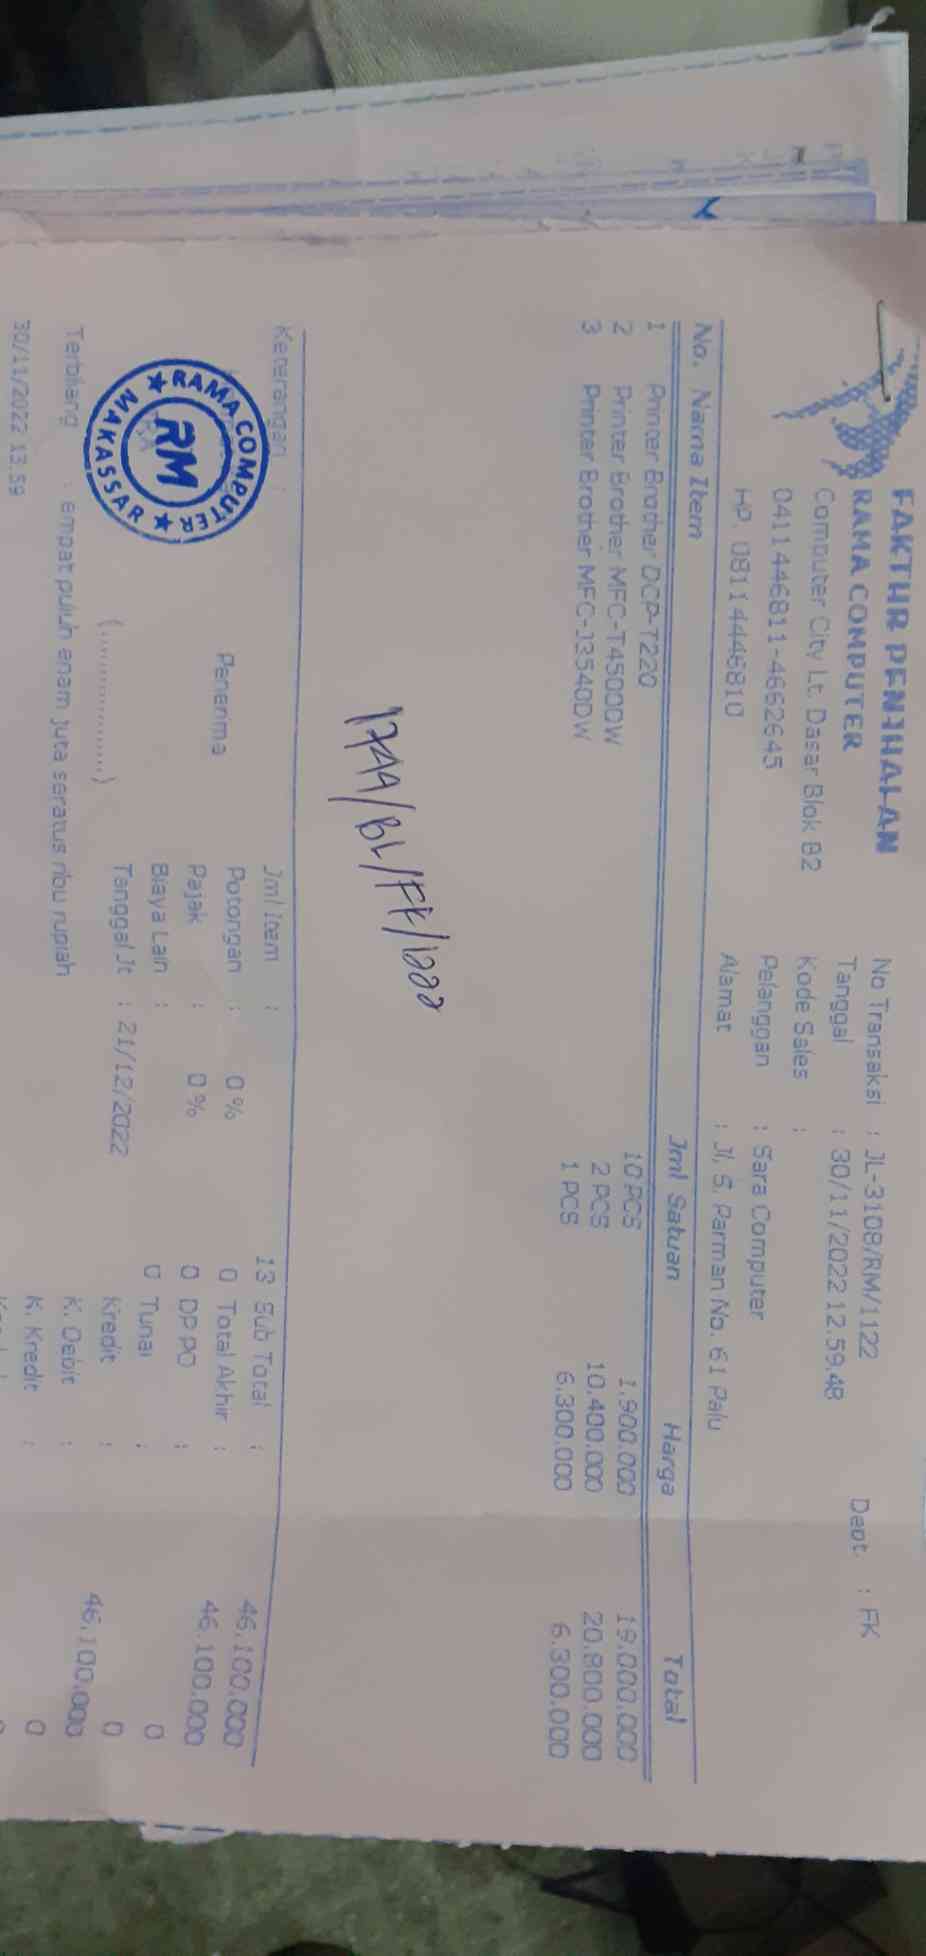 FAKTUR PENJUALAN
RAMA COMPUTER
Computer City Lt. Dasar Blok B2
0411446811-4662645
HP. 08114446810
No Transaksi : JL-3108/RM/1122
Tanggal : 30/11/2022 12.59.48
Kode Sales :
Pelanggan : Sara Computer
Alamat : Jl. S. Parman No. 61 Palu
Dept. : FK
No. Nama Item Jml Satuan Harga Total
1 Printer Brother DCP-T220 10 PCS 1.900.000 19.000.000
2 Printer Brother MFC-T4500DW 2 PCS 10.400.000 20.800.000
3 Printer Brother MFC-J3540DW 1 PCS 6.300.000 6.300.000
Keterangan :
Jml Item : 13 Sub Total : 46.100.000
Potongan : 0% 0 Total Akhir : 46.100.000
Pajak : 0% 0 DP PO : 0
Biaya Lain : 0 Tunai : 0
Tanggal Jt : 21/12/2022 Kredit : 46.100.000
K. Debit : 0
K. Kredit : 0
Penerima
(................)
RAMA COMPUTER
RM
MAKASSAR
Terbilang : empat puluh enam juta seratus ribu rupiah
30/11/2022 13.59